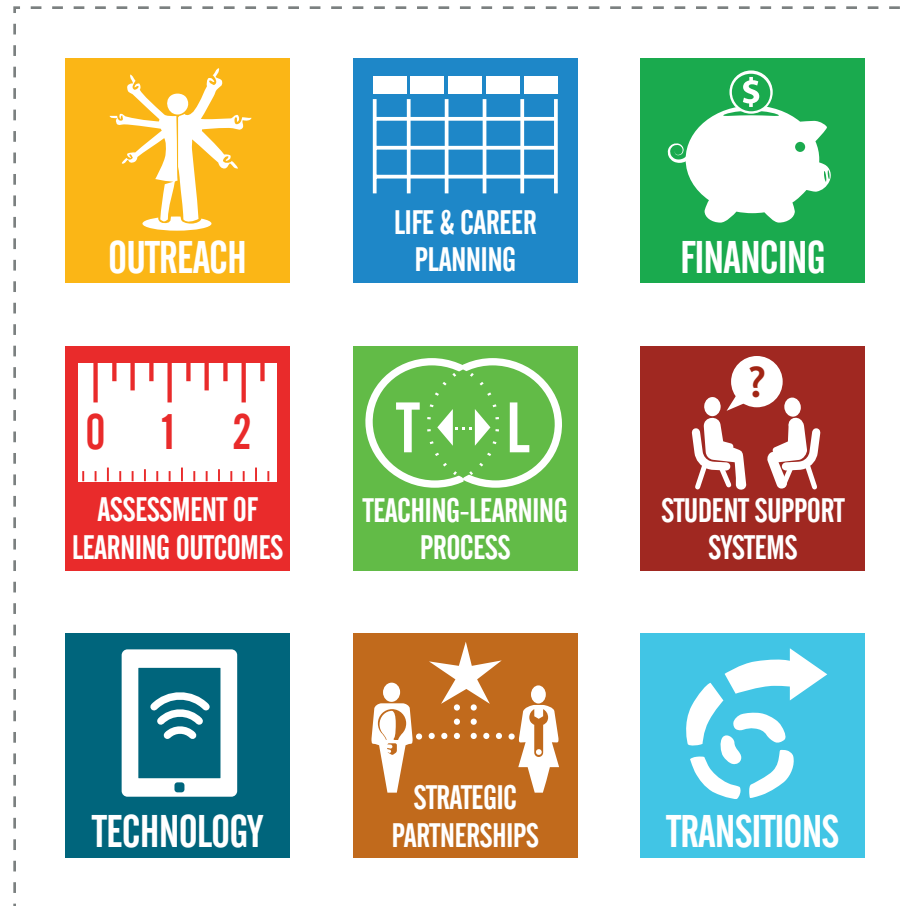 OUTREACH
LIFE & CAREER
PLANNING
$
FINANCING
0 1 2
ASSESSMENT OF
LEARNING OUTCOMES
T L
TEACHING-LEARNING
PROCESS
?
STUDENT SUPPORT
SYSTEMS
TECHNOLOGY
STRATEGIC
PARTNERSHIPS
TRANSITIONS